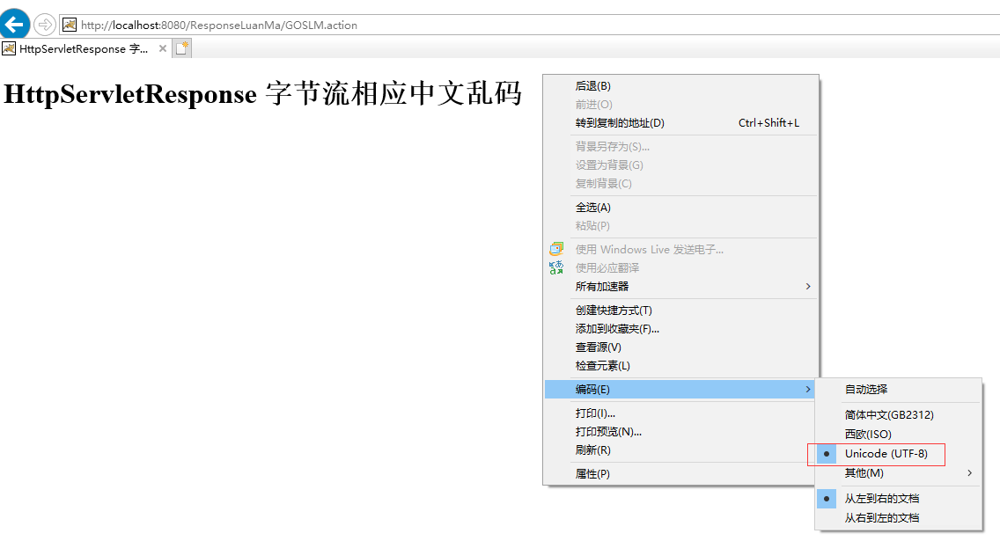 http://localhost:8080/ResponseLuanMa/GOSLM.action
HttpServletResponse 字...
HttpServletResponse 字节流相应中文乱码
后退(B)
前进(O)
转到复制的地址(D) Ctrl+Shift+L
背景另存为(S)...
设置为背景(G)
复制背景(C)
全选(A)
粘贴(P)
使用 Windows Live 发送电子...
使用必应翻译
所有加速器
创建快捷方式(T)
添加到收藏夹(F)...
查看源(V)
检查元素(L)
编码(E)
打印(I)...
打印预览(N)...
刷新(R)
属性(P)
自动选择
简体中文(GB2312)
西欧(ISO)
Unicode (UTF-8)
其他(M)
从左到右的文档
从右到左的文档